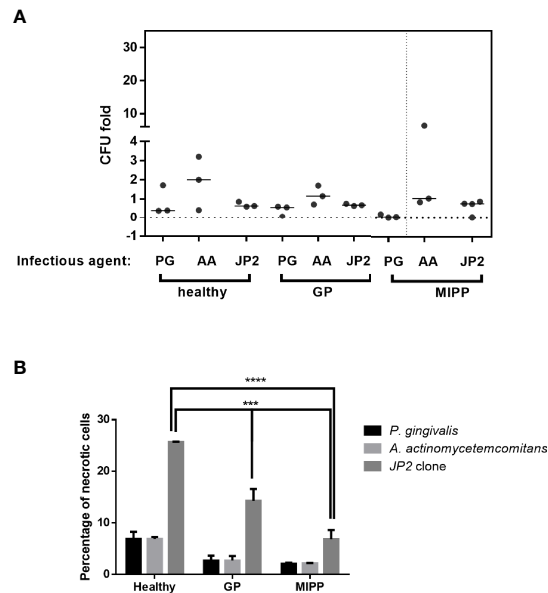 A
CFU fold
30
20
10
6
4
3
2
1
0
-1
Infectious agent: PG AA JP2 PG AA JP2 PG AA JP2
healthy GP MIPP
B
****
***
Percentage of necrotic cells
30
20
10
0
Healthy GP MIPP
P. gingivalis
A. actinomycetemcomitans
JP2 clone